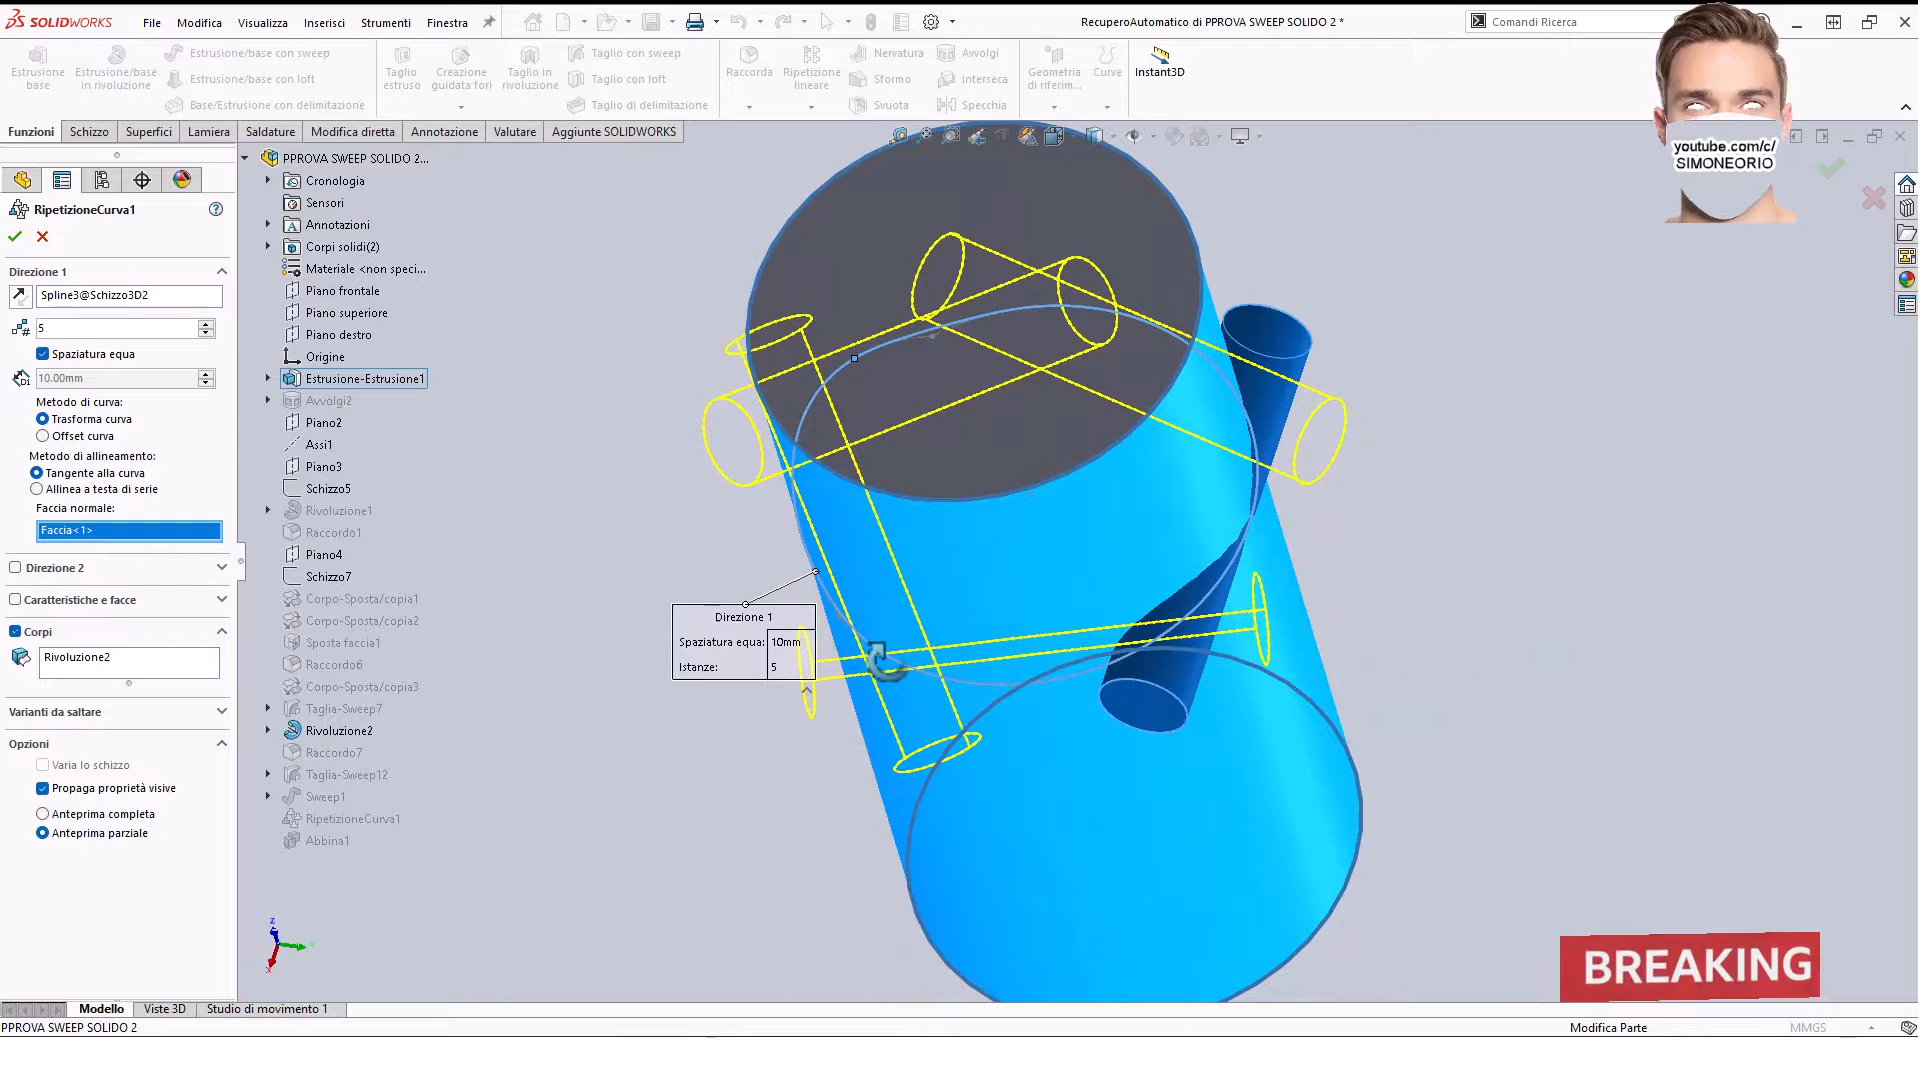 SOLIDWORKS
File
Modifica
Visualizza
Inserisci
Strumenti
Finestra
RecuperoAutomatico di PPROVA SWEEP SOLIDO 2 *
Comandi Ricerca
Estrusione
base
Estrusione/base
in rivoluzione
Estrusione/base con sweep
Estrusione/base con loft
Base/Estrusione con delimitazione
Taglio
estruso
Creazione
guidata fori
Taglio in
rivoluzione
Taglio con sweep
Taglio con loft
Taglio di delimitazione
Raccorda
Ripetizione
lineare
Nervatura
Sformo
Svuota
Avvolgi
Interseca
Specchia
Geometria
di riferim...
Curve
Instant3D
Funzioni
Schizzo
Superfici
Lamiera
Saldature
Modifica diretta
Annotazione
Valutare
Aggiunte SOLIDWORKS
youtube.com/c/
SIMONEORIO
RipetizioneCurva1
Direzione 1
Spline3@Schizzo3D2
5
Spaziatura equa
10.00mm
Metodo di curva:
Trasforma curva
Offset curva
Metodo di allineamento:
Tangente alla curva
Allinea a testa di serie
Faccia normale:
Faccia<1>
Direzione 2
Caratteristiche e facce
Corpi
Rivoluzione2
Varianti da saltare
Opzioni
Varia lo schizzo
Propaga proprietà visive
Anteprima completa
Anteprima parziale
PPROVA SWEEP SOLIDO 2...
Cronologia
Sensori
Annotazioni
Corpi solidi(2)
Materiale <non speci...
Piano frontale
Piano superiore
Piano destro
Origine
Estrusione-Estrusione1
Avvolgi2
Piano2
Assi1
Piano3
Schizzo5
Rivoluzione1
Raccordo1
Piano4
Schizzo7
Corpo-Sposta/copia1
Corpo-Sposta/copia2
Sposta faccia1
Raccordo6
Corpo-Sposta/copia3
Taglia-Sweep7
Rivoluzione2
Raccordo7
Taglia-Sweep12
Sweep1
RipetizioneCurva1
Abbina1
Direzione 1
Spaziatura equa: 10mm
Istanze: 5
BREAKING
Modello
Viste 3D
Studio di movimento 1
PPROVA SWEEP SOLIDO 2
Modifica Parte
MMGS